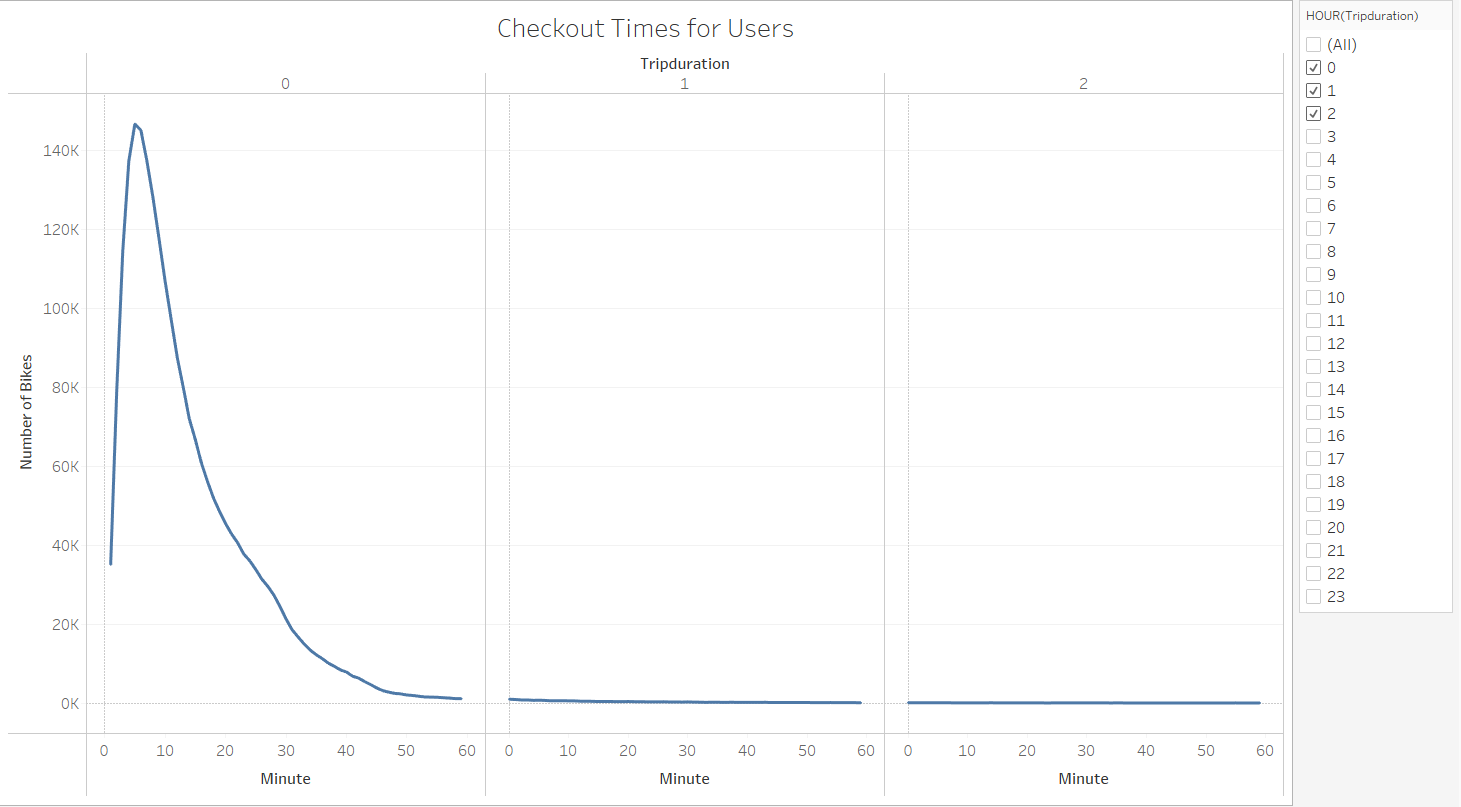 Checkout Times for Users
Tripduration
0 1 2
140K
120K
100K
80K
60K
40K
20K
0K
Number of Bikes
0 10 20 30 40 50 60 0 10 20 30 40 50 60 0 10 20 30 40 50 60
Minute Minute Minute
HOUR(Tripduration)
(All)
0
1
2
3
4
5
6
7
8
9
10
11
12
13
14
15
16
17
18
19
20
21
22
23